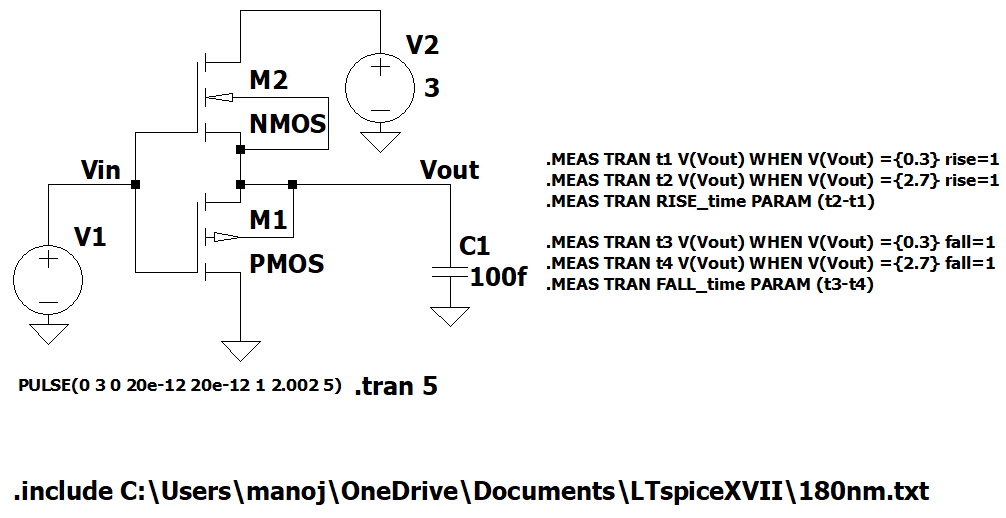 V2
3
M2
NMOS
Vin
Vout
V1
M1
PMOS
C1
100f
.MEAS TRAN t1 V(Vout) WHEN V(Vout) ={0.3} rise=1
.MEAS TRAN t2 V(Vout) WHEN V(Vout) ={2.7} rise=1
.MEAS TRAN RISE_time PARAM (t2-t1)
.MEAS TRAN t3 V(Vout) WHEN V(Vout) ={0.3} fall=1
.MEAS TRAN t4 V(Vout) WHEN V(Vout) ={2.7} fall=1
.MEAS TRAN FALL_time PARAM (t3-t4)
PULSE(0 3 0 20e-12 20e-12 1 2.002 5) .tran 5
.include C:\Users\manoj\OneDrive\Documents\LTspiceXVII\180nm.txt